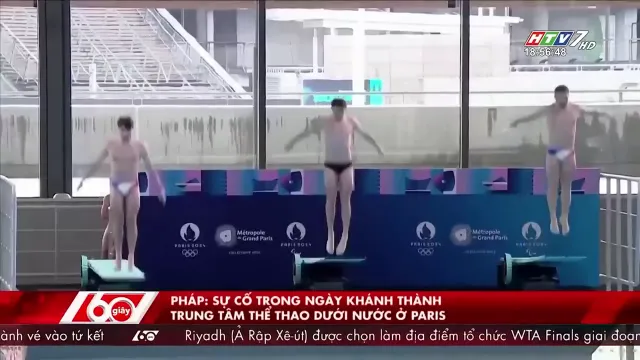 HTV7 HD
18:56:48
PARIS 2024
Métropole du Grand Paris
PARIS 2024
PARIS 2024
Métropole du Grand Paris
60 giây
PHÁP: SỰ CỐ TRONG NGÀY KHÁNH THÀNH
TRUNG TÂM THỂ THAO DƯỚI NƯỚC Ở PARIS
ành vé vào tứ kết 60 giây Riyadh (Ả Rập Xê-út) được chọn làm địa điểm tổ chức WTA Finals giai đoạ